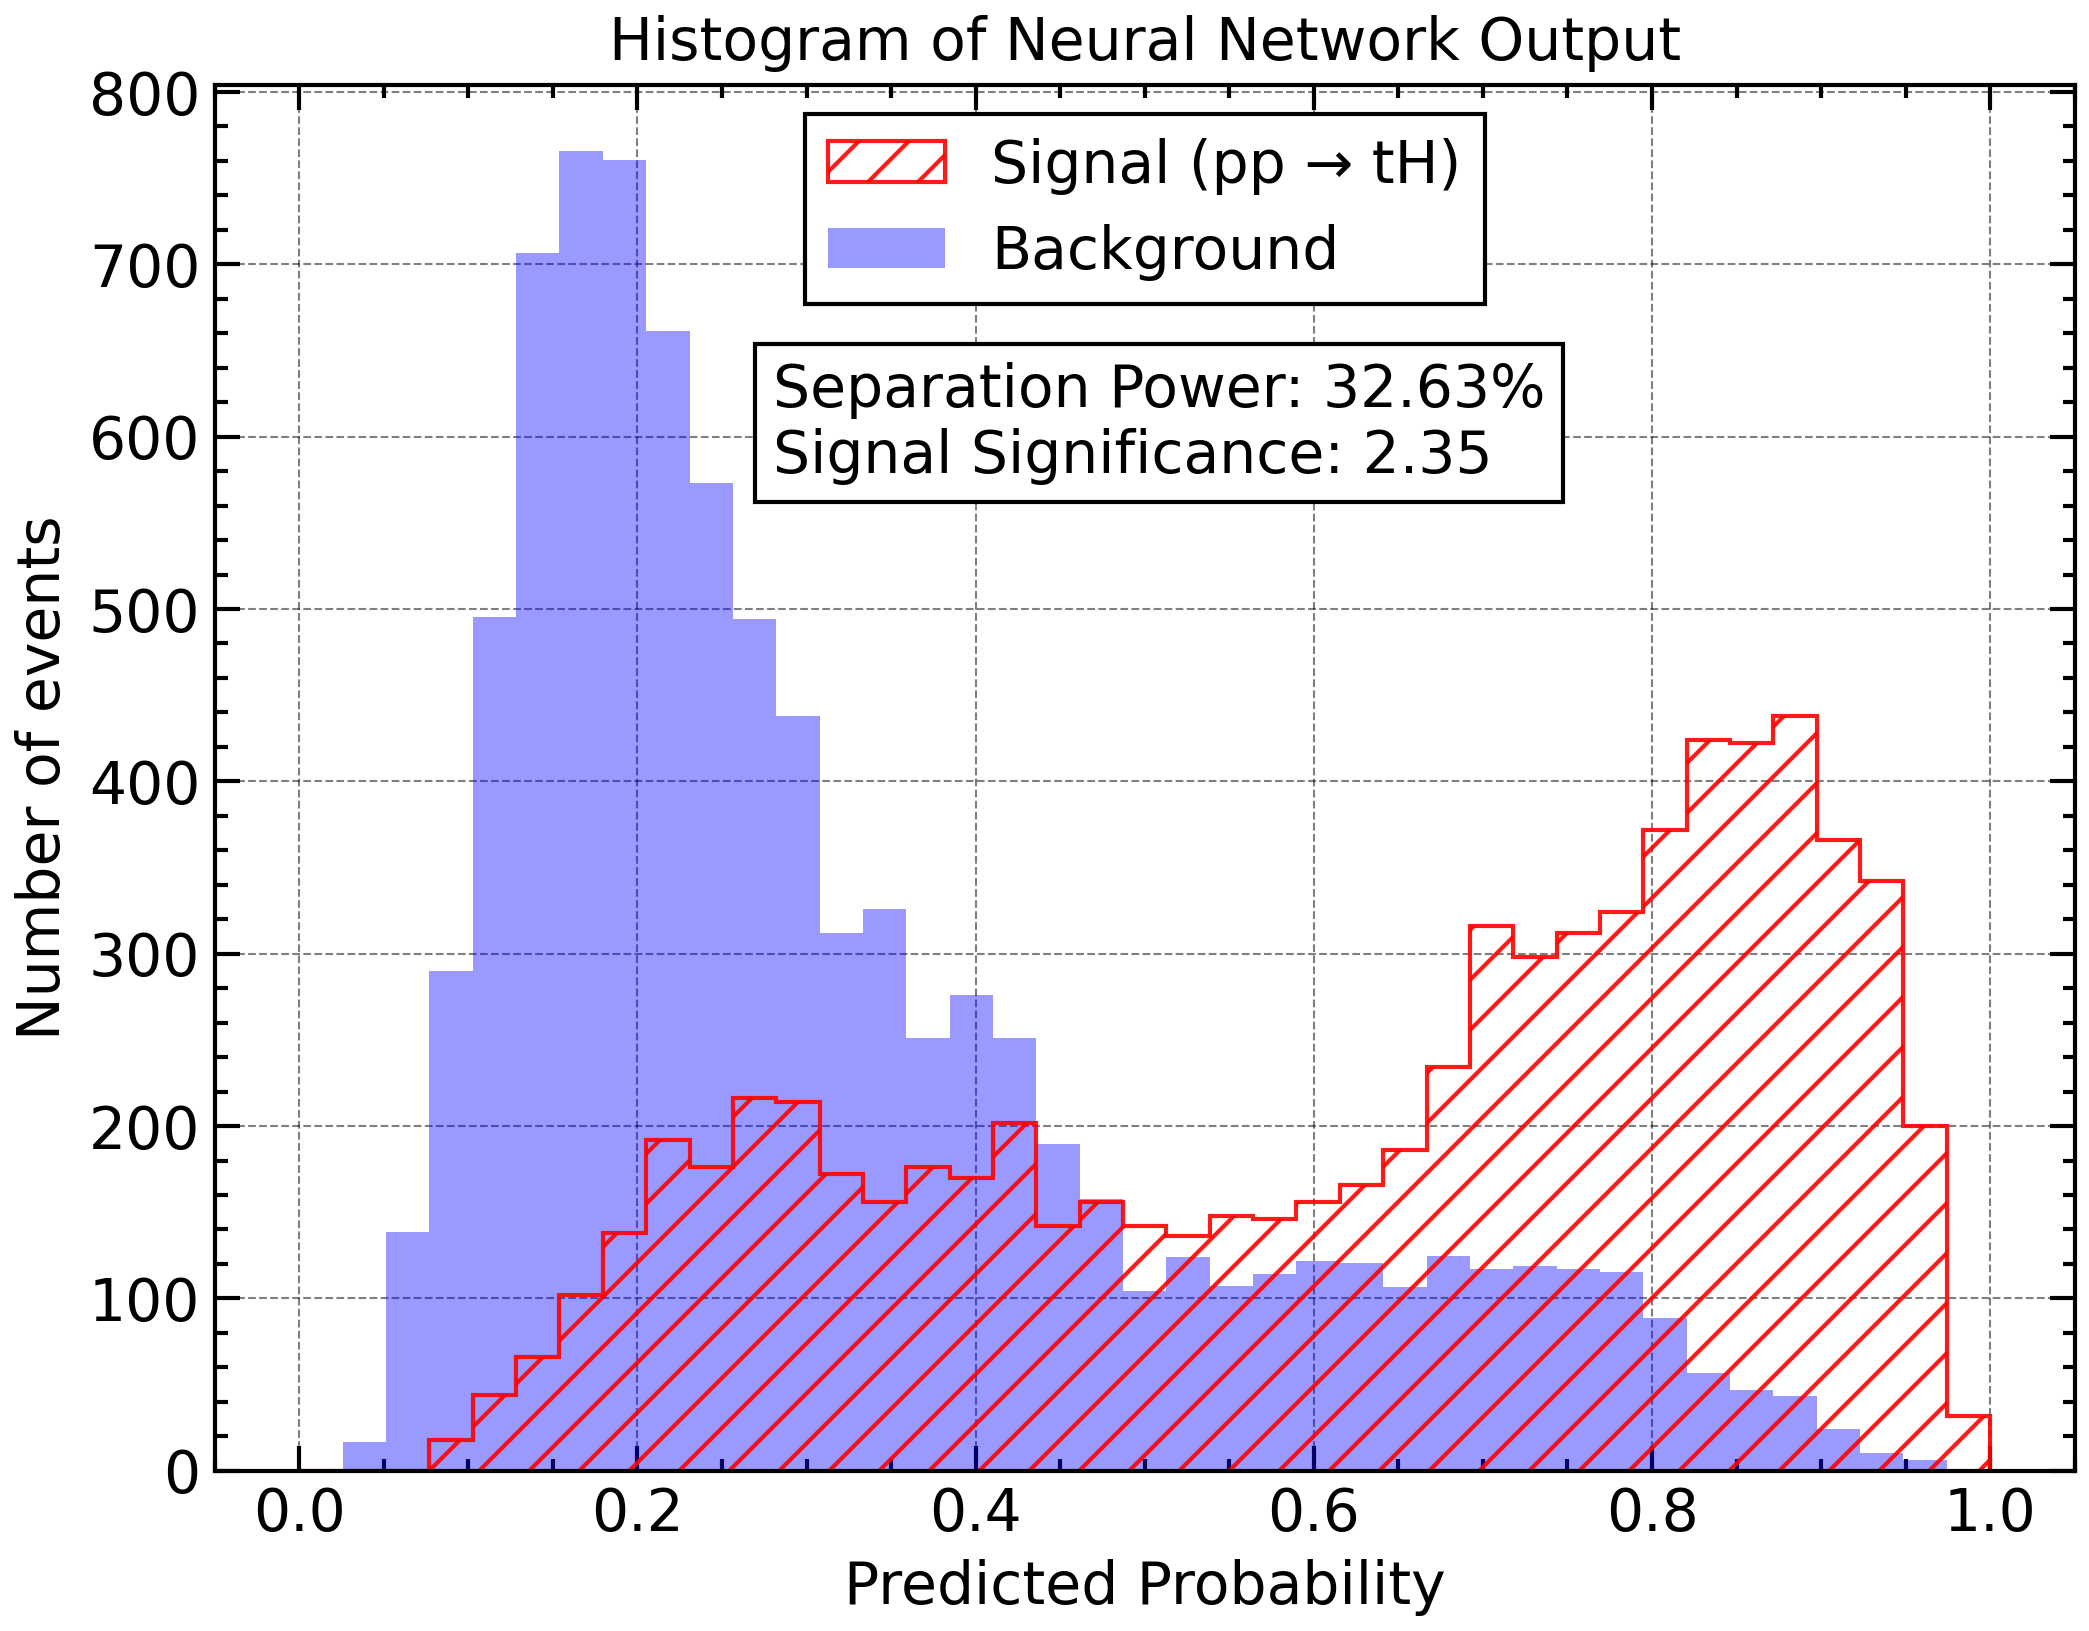 Histogram of Neural Network Output
Signal (pp → tH)
Background
Separation Power: 32.63%
Signal Significance: 2.35
Number of events
800
700
600
500
400
300
200
100
0
0.0 0.2 0.4 0.6 0.8 1.0
Predicted Probability